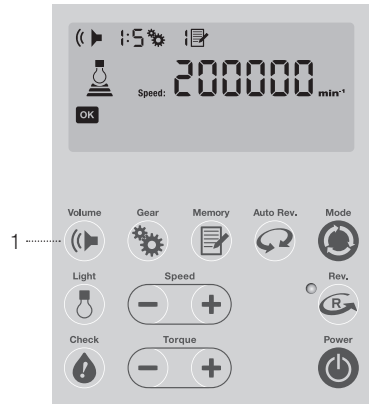 1:5 1
Speed: 200000 min-1
OK
Volume Gear Memory Auto Rev. Mode
1
Light Speed Rev.
R
Check Torque Power